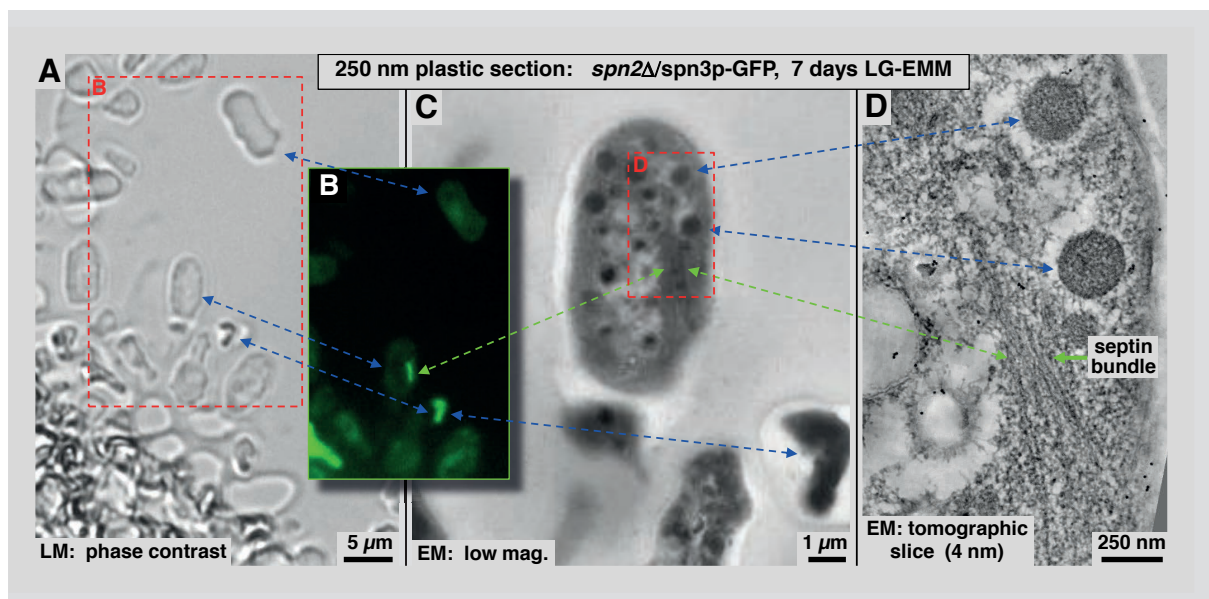 250 nm plastic section: spn2Δ/spn3p-GFP, 7 days LG-EMM
A
B
LM: phase contrast
5 µm
B
C
D
EM: low mag.
1 µm
D
septin
bundle
EM: tomographic
slice (4 nm)
250 nm